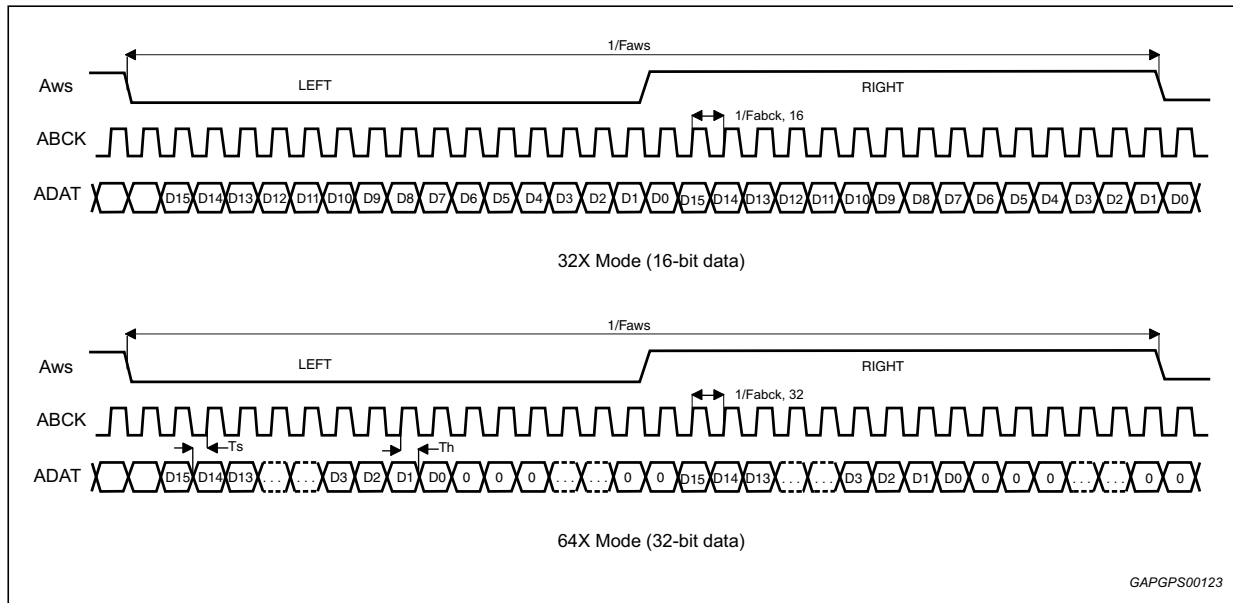 1/Faws
Aws LEFT RIGHT
1/Fabck, 16
ABCK
ADAT D15 D14 D13 D12 D11 D10 D9 D8 D7 D6 D5 D4 D3 D2 D1 D0 D15 D14 D13 D12 D11 D10 D9 D8 D7 D6 D5 D4 D3 D2 D1 D0
32X Mode (16-bit data)
1/Faws
Aws LEFT RIGHT
1/Fabck, 32
ABCK
Ts Th
ADAT D15 D14 D13 ... ... D3 D2 D1 D0 0 0 0 ... ... 0 0 D15 D14 D13 ... ... D3 D2 D1 D0 0 0 0 ... ... 0 0
64X Mode (32-bit data)
GAPGPS00123